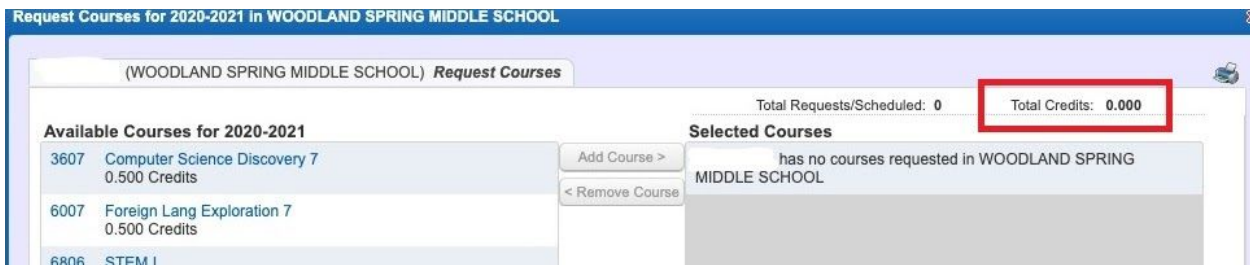 Request Courses for 2020-2021 in WOODLAND SPRING MIDDLE SCHOOL
(WOODLAND SPRING MIDDLE SCHOOL) Request Courses
Total Requests/Scheduled: 0 Total Credits: 0.000
Available Courses for 2020-2021
3607 Computer Science Discovery 7
0.500 Credits
6007 Foreign Lang Exploration 7
0.500 Credits
6806 STEM I
Add Course >
< Remove Course
Selected Courses
has no courses requested in WOODLAND SPRING
MIDDLE SCHOOL